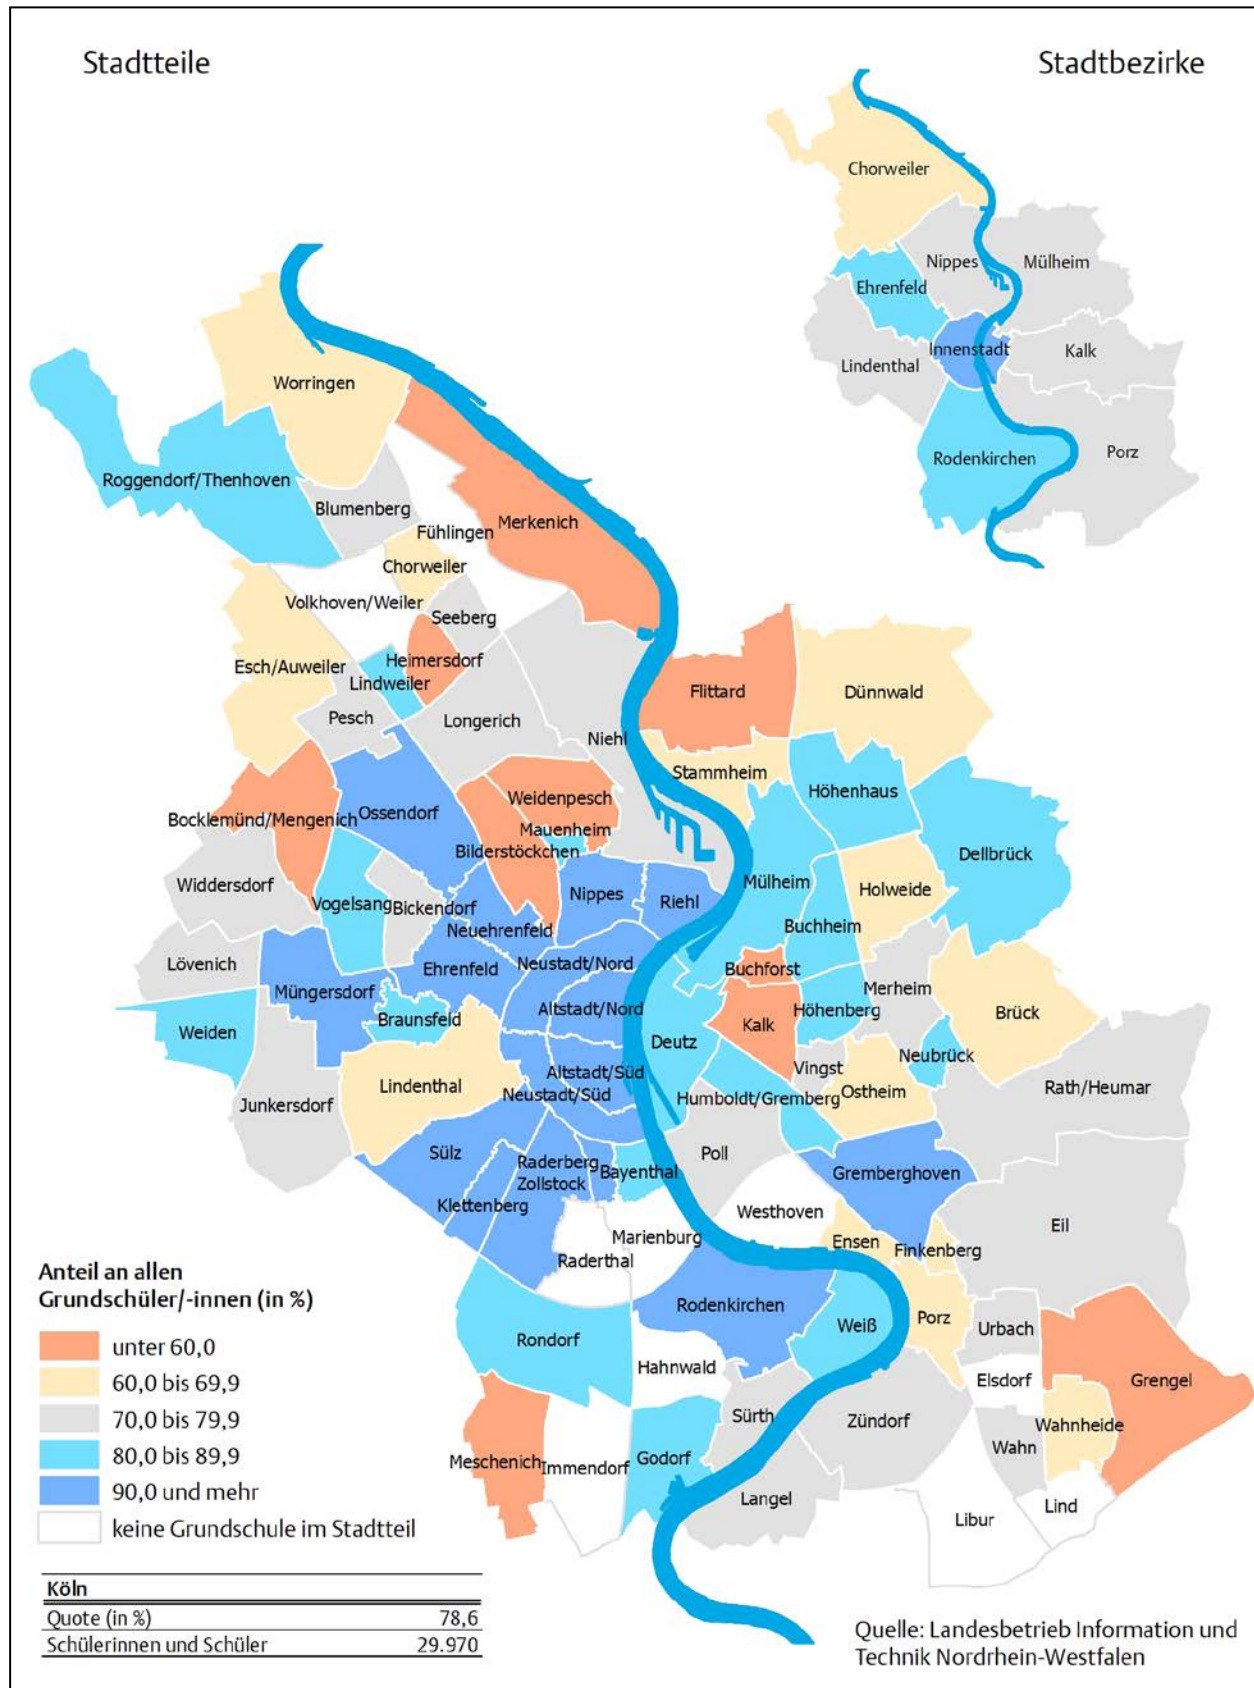 Stadtteile
Stadtbezirke
Chorweiler
Nippes
Mülheim
Ehrenfeld
Innenstadt
Kalk
Lindenthal
Rodenkirchen
Porz
Worringen
Roggendorf/Thenhoven
Blumenberg
Merkenich
Fühlingen
Chorweiler
Volkhoven/Weiler
Seeberg
Heimersdorf
Esch/Auweiler
Lindweiler
Flittard
Dünnwald
Pesch
Longerich
Niehl
Stammheim
Höhenhaus
Weidenpesch
Ossendorf
Bocklemünd/Mengenich
Mauenheim
Bilderstöckchen
Dellbrück
Widdersdorf
Mülheim
Holweide
Nippes
Riehl
Vogelsang
Bickendorf
Buchheim
Neuehrenfeld
Lövenich
Ehrenfeld
Neustadt/Nord
Buchforst
Müngersdorf
Merheim
Altstadt/Nord
Höhenberg
Brück
Weiden
Braunsfeld
Kalk
Deutz
Neubrück
Vingst
Altstadt/Süd
Lindenthal
Neustadt/Süd
Humboldt/Gremberg
Ostheim
Rath/Heumar
Junkersdorf
Sülz
Poll
Raderberg
Zollstock
Bayenthal
Gremberghoven
Klettenberg
Westhoven
Marienburg
Eil
Ensen
Finkenberg
Raderthal
Rodenkirchen
Porz
Weiß
Urbach
Rondorf
Hahnwald
Elsdorf
Grengel
Sürth
Zündorf
Wahnheide
Wahn
Meschenich
Immendorf
Godorf
Langel
Lind
Libur
Anteil an allen
Grundschüler/-innen (in %)
unter 60,0
60,0 bis 69,9
70,0 bis 79,9
80,0 bis 89,9
90,0 und mehr
keine Grundschule im Stadtteil
Köln
Quote (in %) 78,6
Schülerinnen und Schüler 29.970
Quelle: Landesbetrieb Information und
Technik Nordrhein-Westfalen